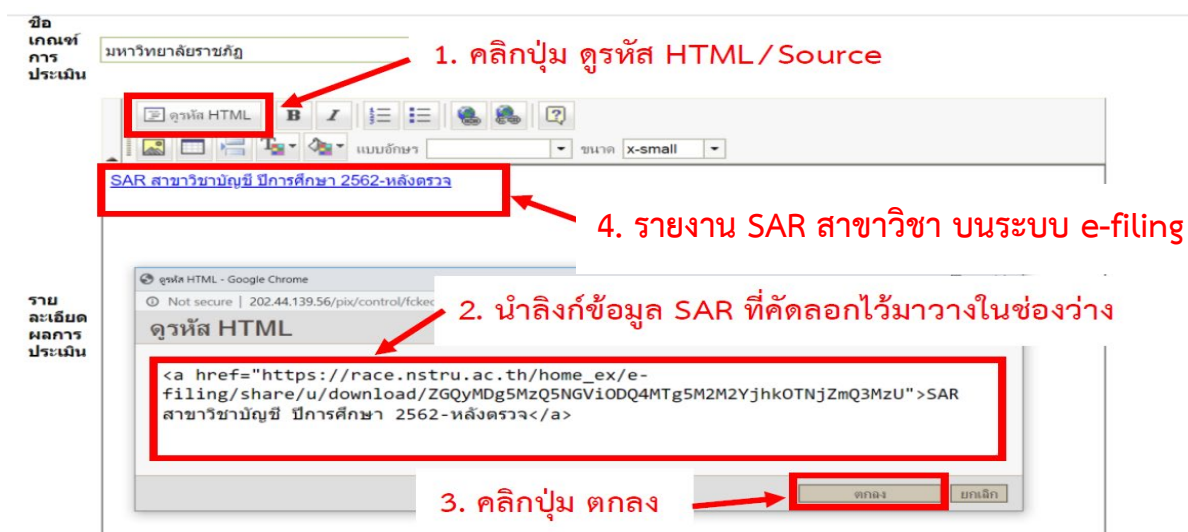 ชื่อ
เกณฑ์
การ
ประเมิน
มหาวิทยาลัยราชภัฏ
1. คลิกปุ่ม ดูรหัส HTML/Source
ดูรหัส HTML B I
แบบอักษร ขนาด x-small
SAR สาขาวิชาบัญชี ปีการศึกษา 2562-หลังตรวจ
4. รายงาน SAR สาขาวิชา บนระบบ e-filing
ราย
ละเอียด
ผลการ
ประเมิน
ดูรหัส HTML - Google Chrome
Not secure | 202.44.139.56/pix/control/fckec
2. นำลิงก์ข้อมูล SAR ที่คัดลอกไว้มาวางในช่องว่าง
ดูรหัส HTML
<a href="https://race.nstru.ac.th/home_ex/e-
filing/share/u/download/ZGQyMDg5MzQ5NGViODQ4MTg5M2M2YjhkOTNjZmQ3MzU">SAR
สาขาวิชาบัญชี ปีการศึกษา 2562-หลังตรวจ</a>
3. คลิกปุ่ม ตกลง
ตกลง ยกเลิก